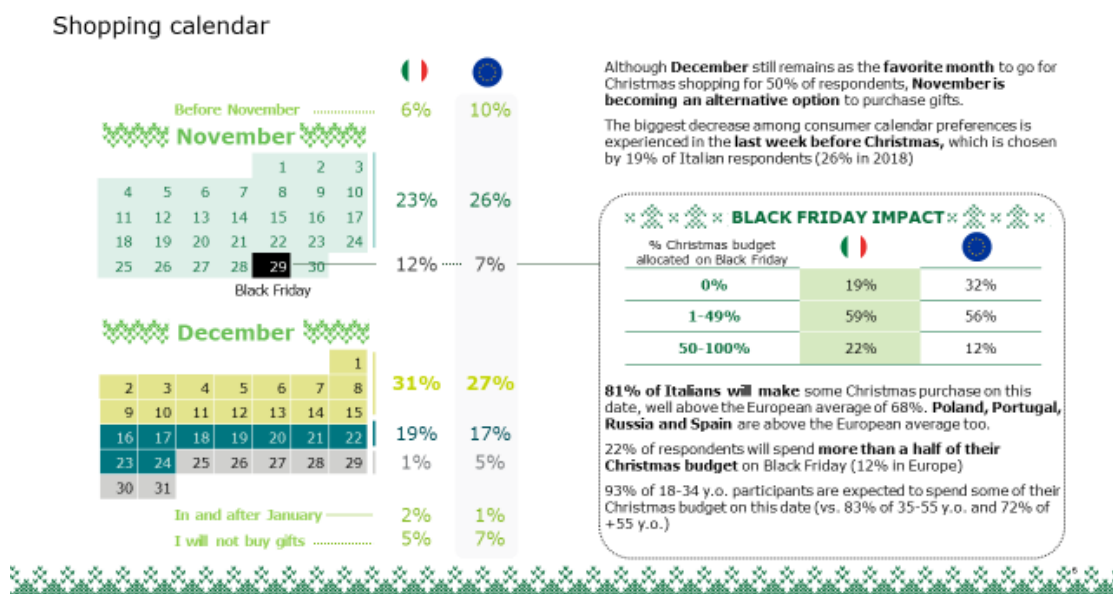 Shopping calendar
Before November 6% 10%
November
1 2 3
4 5 6 7 8 9 10
23% 26%
11 12 13 14 15 16 17
18 19 20 21 22 23 24
25 26 27 28 29 30
12% 7%
Black Friday
December
1
2 3 4 5 6 7 8
31% 27%
9 10 11 12 13 14 15
16 17 18 19 20 21 22
19% 17%
23 24 25 26 27 28 29
1% 5%
30 31
In and after January 2% 1%
I will not buy gifts 5% 7%
Although December still remains as the favorite month to go for
Christmas shopping for 50% of respondents, November is
becoming an alternative option to purchase gifts.
The biggest decrease among consumer calendar preferences is
experienced in the last week before Christmas, which is chosen
by 19% of Italian respondents (26% in 2018)
BLACK FRIDAY IMPACT
% Christmas budget
allocated on Black Friday
0% 19% 32%
1-49% 59% 56%
50-100% 22% 12%
81% of Italians will make some Christmas purchase on this
date, well above the European average of 68%. Poland, Portugal,
Russia and Spain are above the European average too.
22% of respondents will spend more than a half of their
Christmas budget on Black Friday (12% in Europe)
93% of 18-34 y.o. participants are expected to spend some of their
Christmas budget on this date (vs. 83% of 35-55 y.o. and 72% of
+55 y.o.)